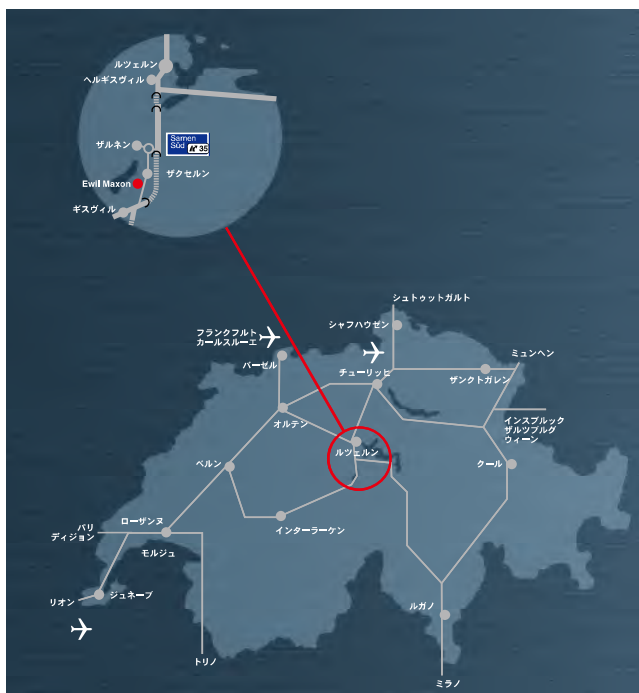 ルツェルン
ヘルギスヴィル
ザルネン
Sarnen
Süd
35
ザクセルン
Ewil Maxon
ギスヴィル
シュトゥットガルト
シャフハウゼン
フランクフルト
カールスルーエ
バーゼル
チューリッヒ
ミュンヘン
ザンクトガレン
オルテン
インスブルック
ザルツブルグ
ウィーン
ルツェルン
ベルン
クール
インターラーケン
ローザンヌ
パリ
ディジョン
モルジュ
ジュネーブ
リオン
ルガノ
トリノ
ミラノ